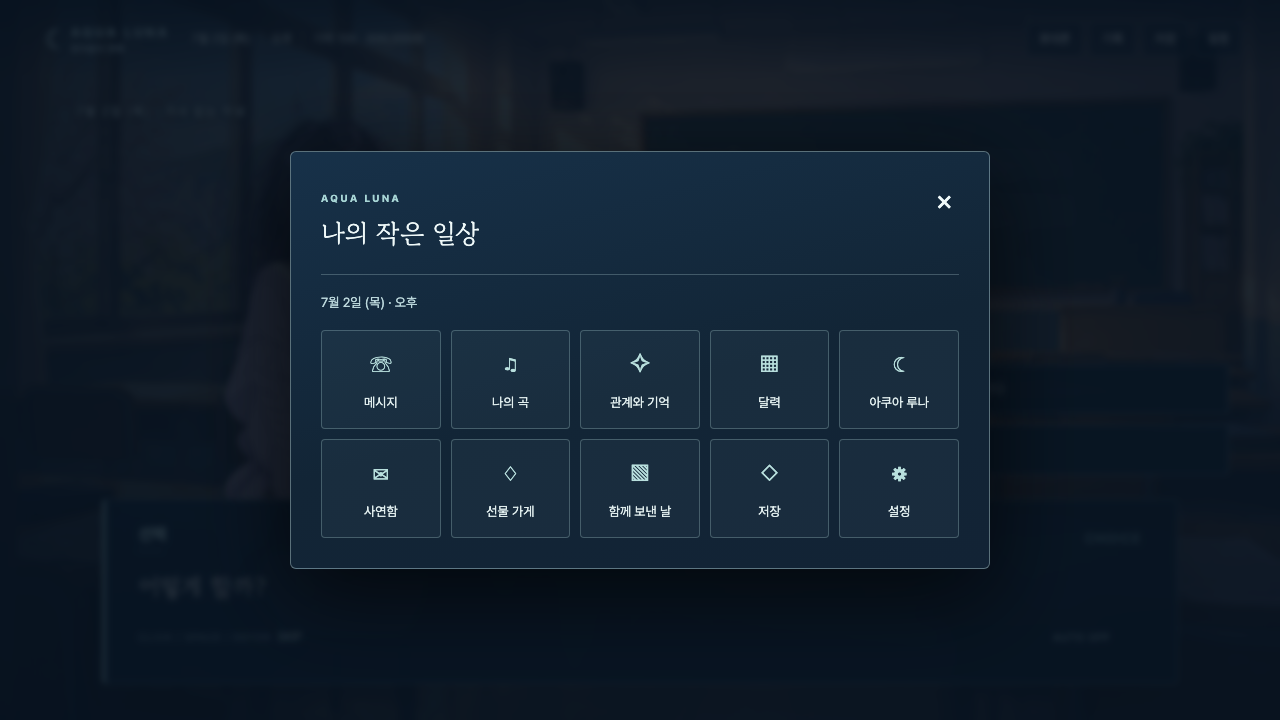 AQUA LUNA
나의 작은 일상
×
7월 2일 (목) · 오후
메시지
나의 곡
관계와 기억
달력
아쿠아 루나
사연함
선물 가게
함께 보낸 날
저장
설정